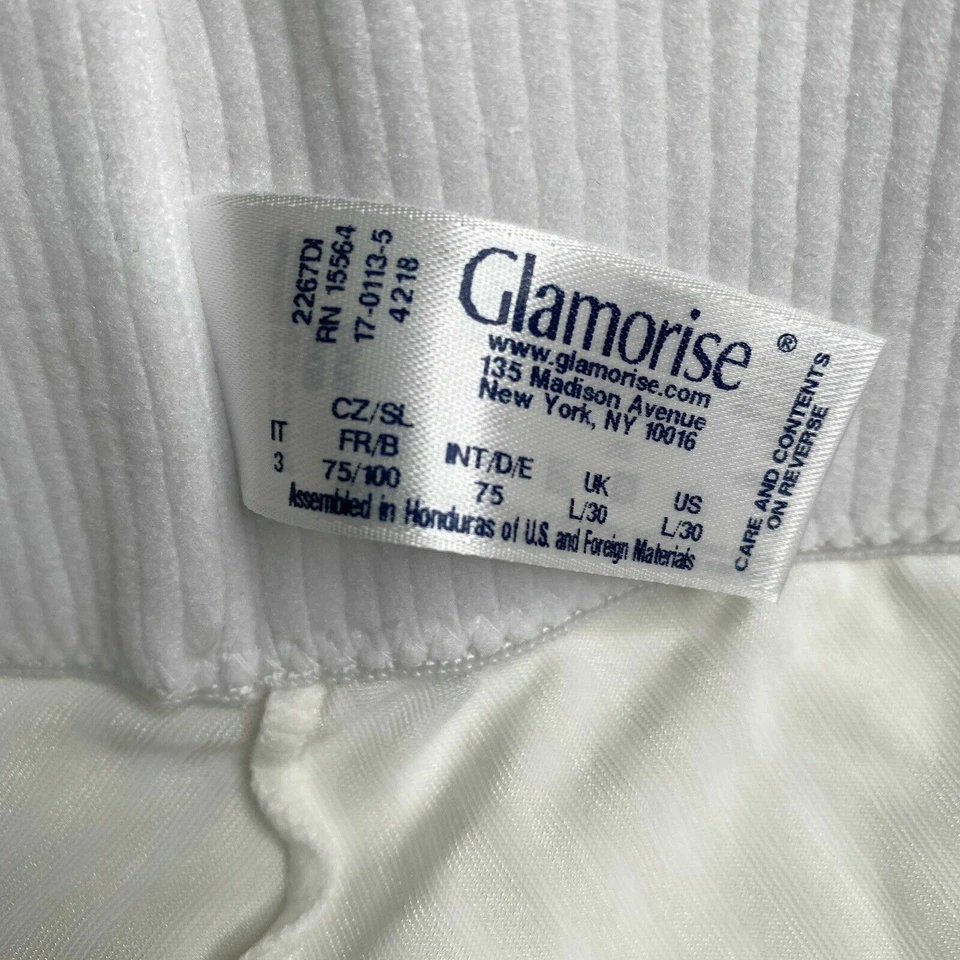 2267DI
RN 15564
17-0113-5
4218
Glamorise®
www.glamorise.com
135 Madison Avenue
New York, NY 10016
IT
3
CZ/SL
FR/B
75/100
INT/D/E
75
UK
L/30
US
L/30
Assembled in Honduras of U.S. and Foreign Materials
CARE AND CONTENTS
ON REVERSE